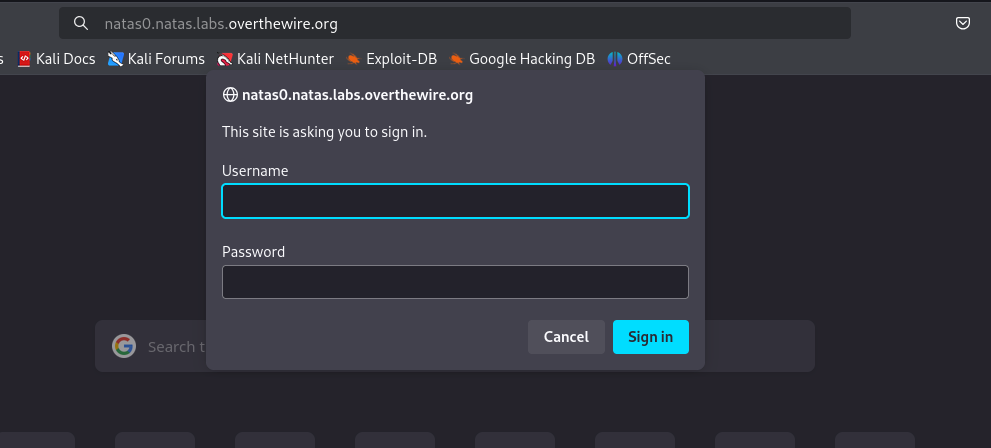 natas0.natas.labs.overthewire.org
s Kali Docs Kali Forums Kali NetHunter Exploit-DB Google Hacking DB OffSec
natas0.natas.labs.overthewire.org
This site is asking you to sign in.
Username
Password
Cancel Sign in
Search t